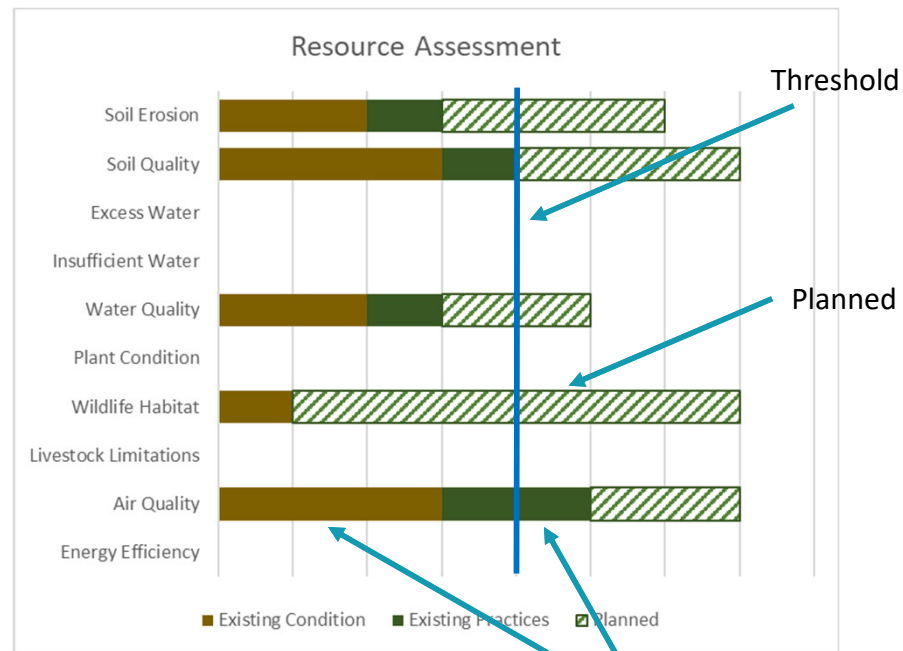 Resource Assessment
Threshold
Soil Erosion
Soil Quality
Excess Water
Insufficient Water
Water Quality
Planned
Plant Condition
Wildlife Habitat
Livestock Limitations
Air Quality
Energy Efficiency
Existing Condition Existing Practices Planned